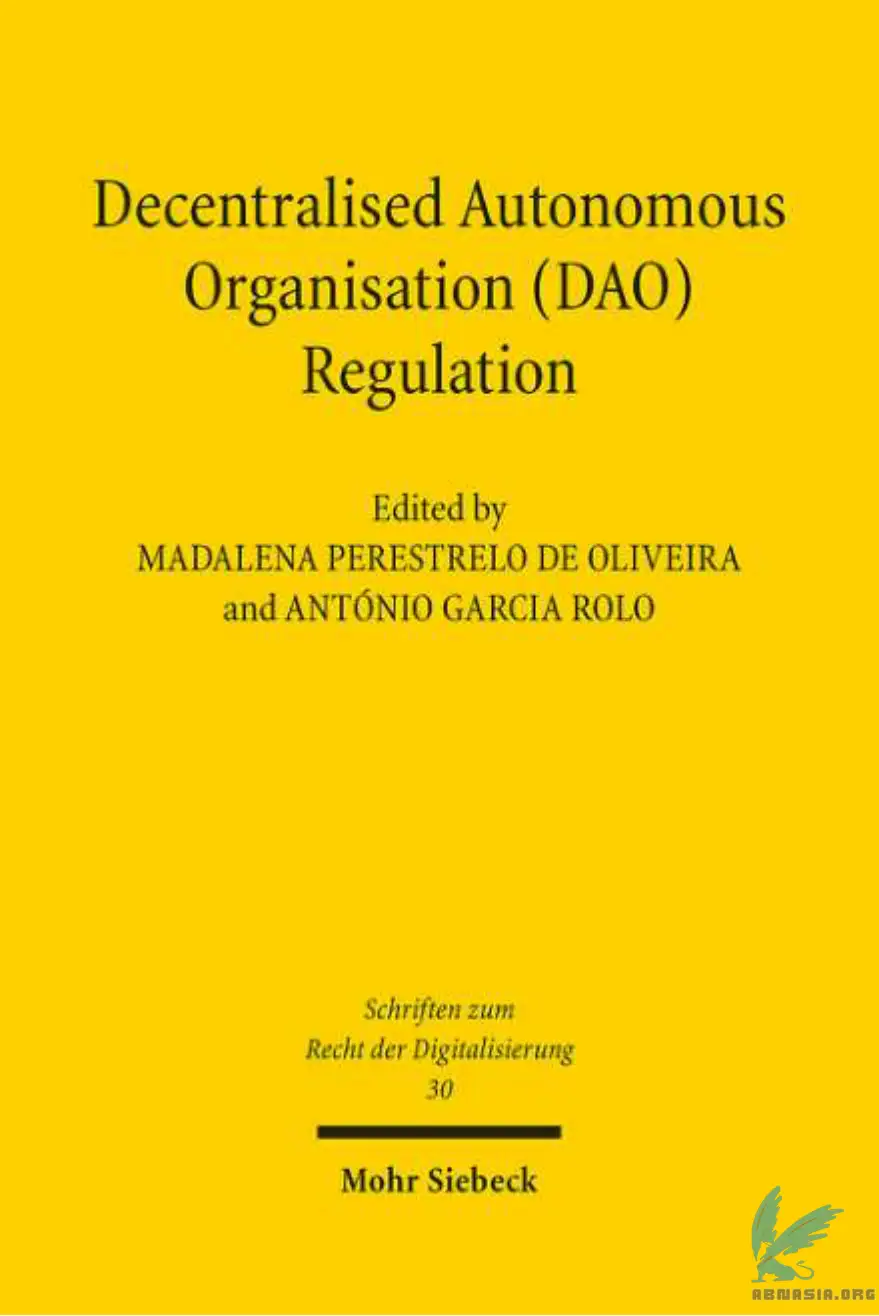 Decentralised Autonomous
Organisation (DAO)
Regulation
Edited by
MADALENA PERESTRELO DE OLIVEIRA
and ANTÓNIO GARCIA ROLO
Schriften zum
Recht der Digitalisierung
30
Mohr Siebeck
ABNASIA.ORG